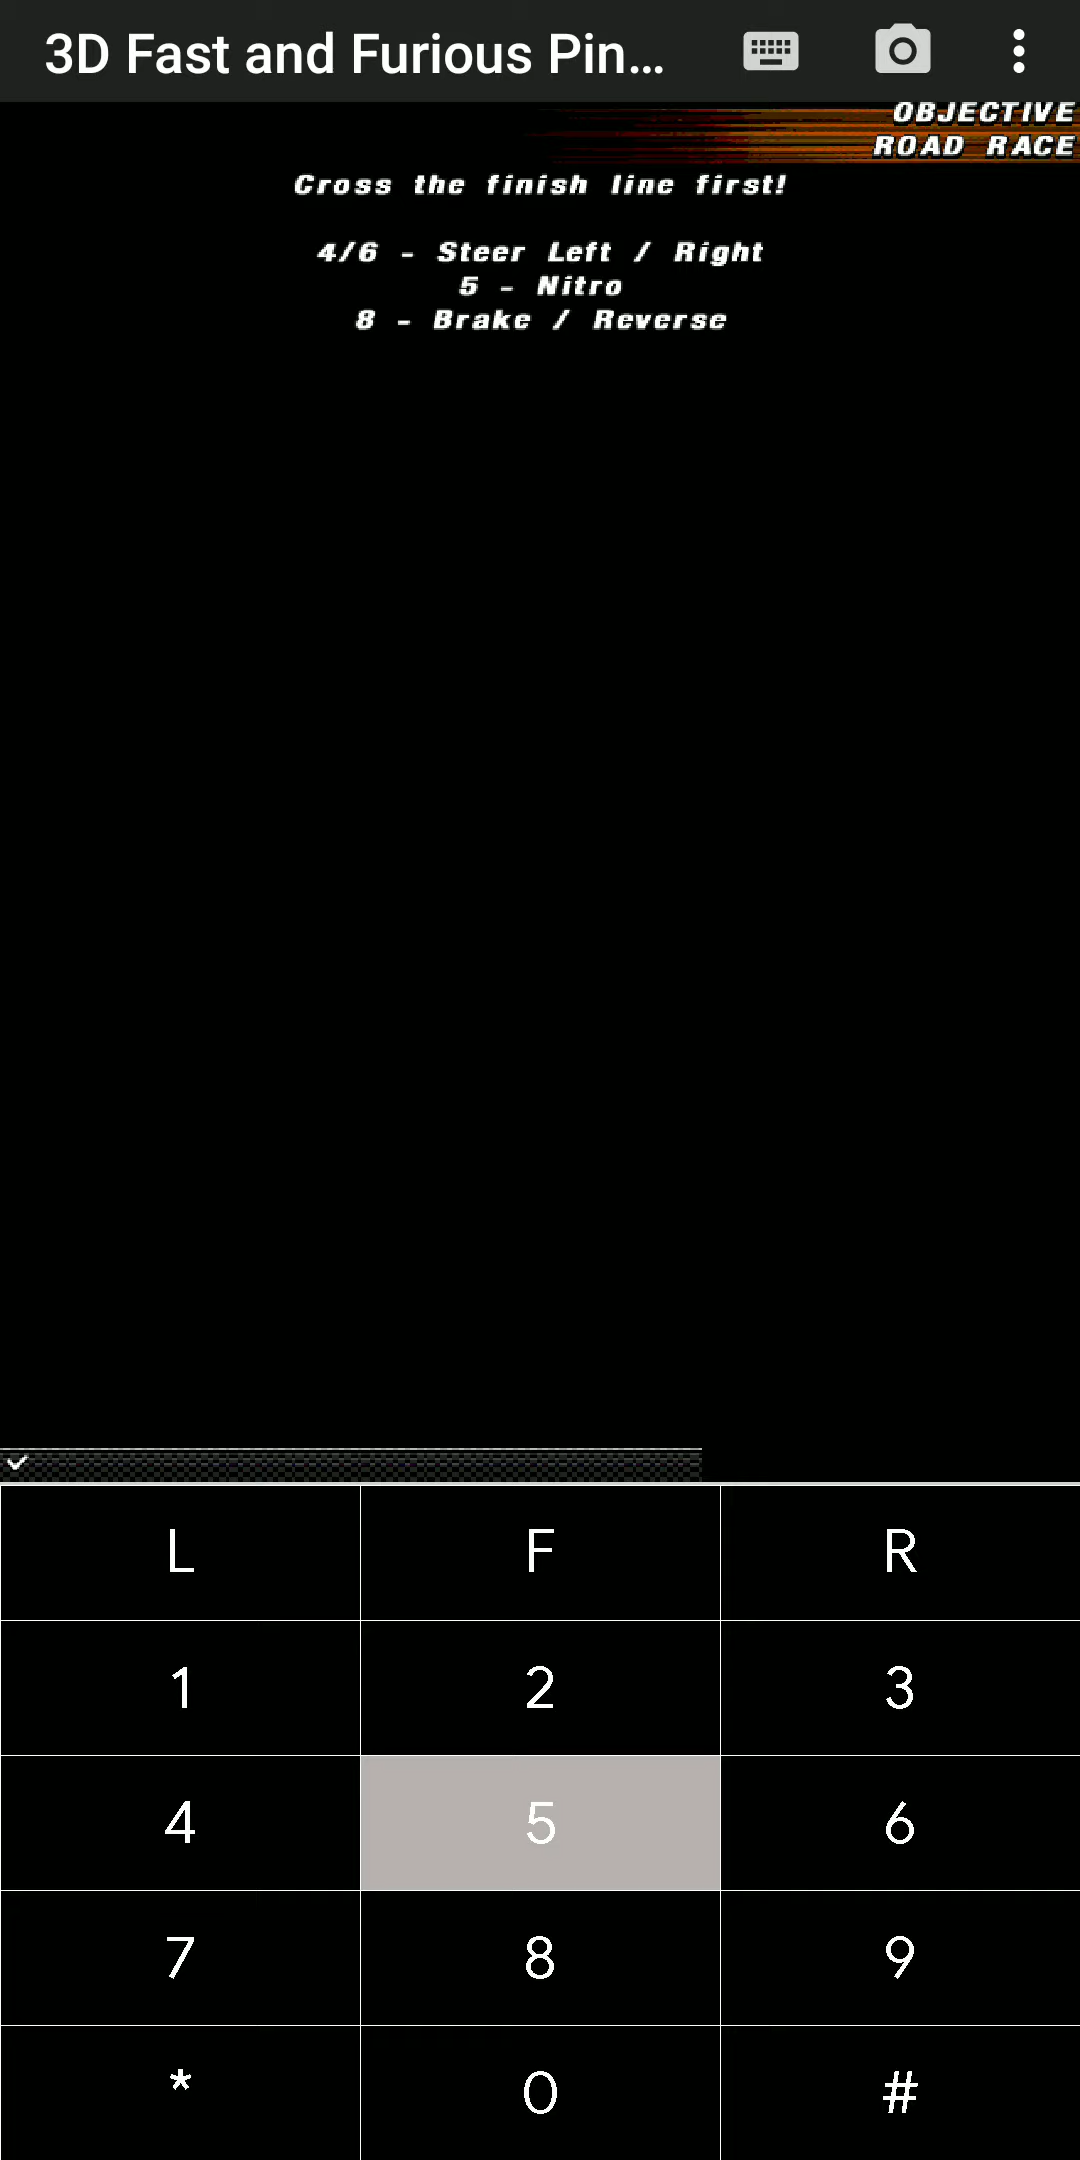 3D Fast and Furious Pin...
OBJECTIVE
ROAD RACE
Cross the finish line first!
4/6 - Steer Left / Right
5 - Nitro
8 - Brake / Reverse
L F R
1 2 3
4 5 6
7 8 9
* 0 #